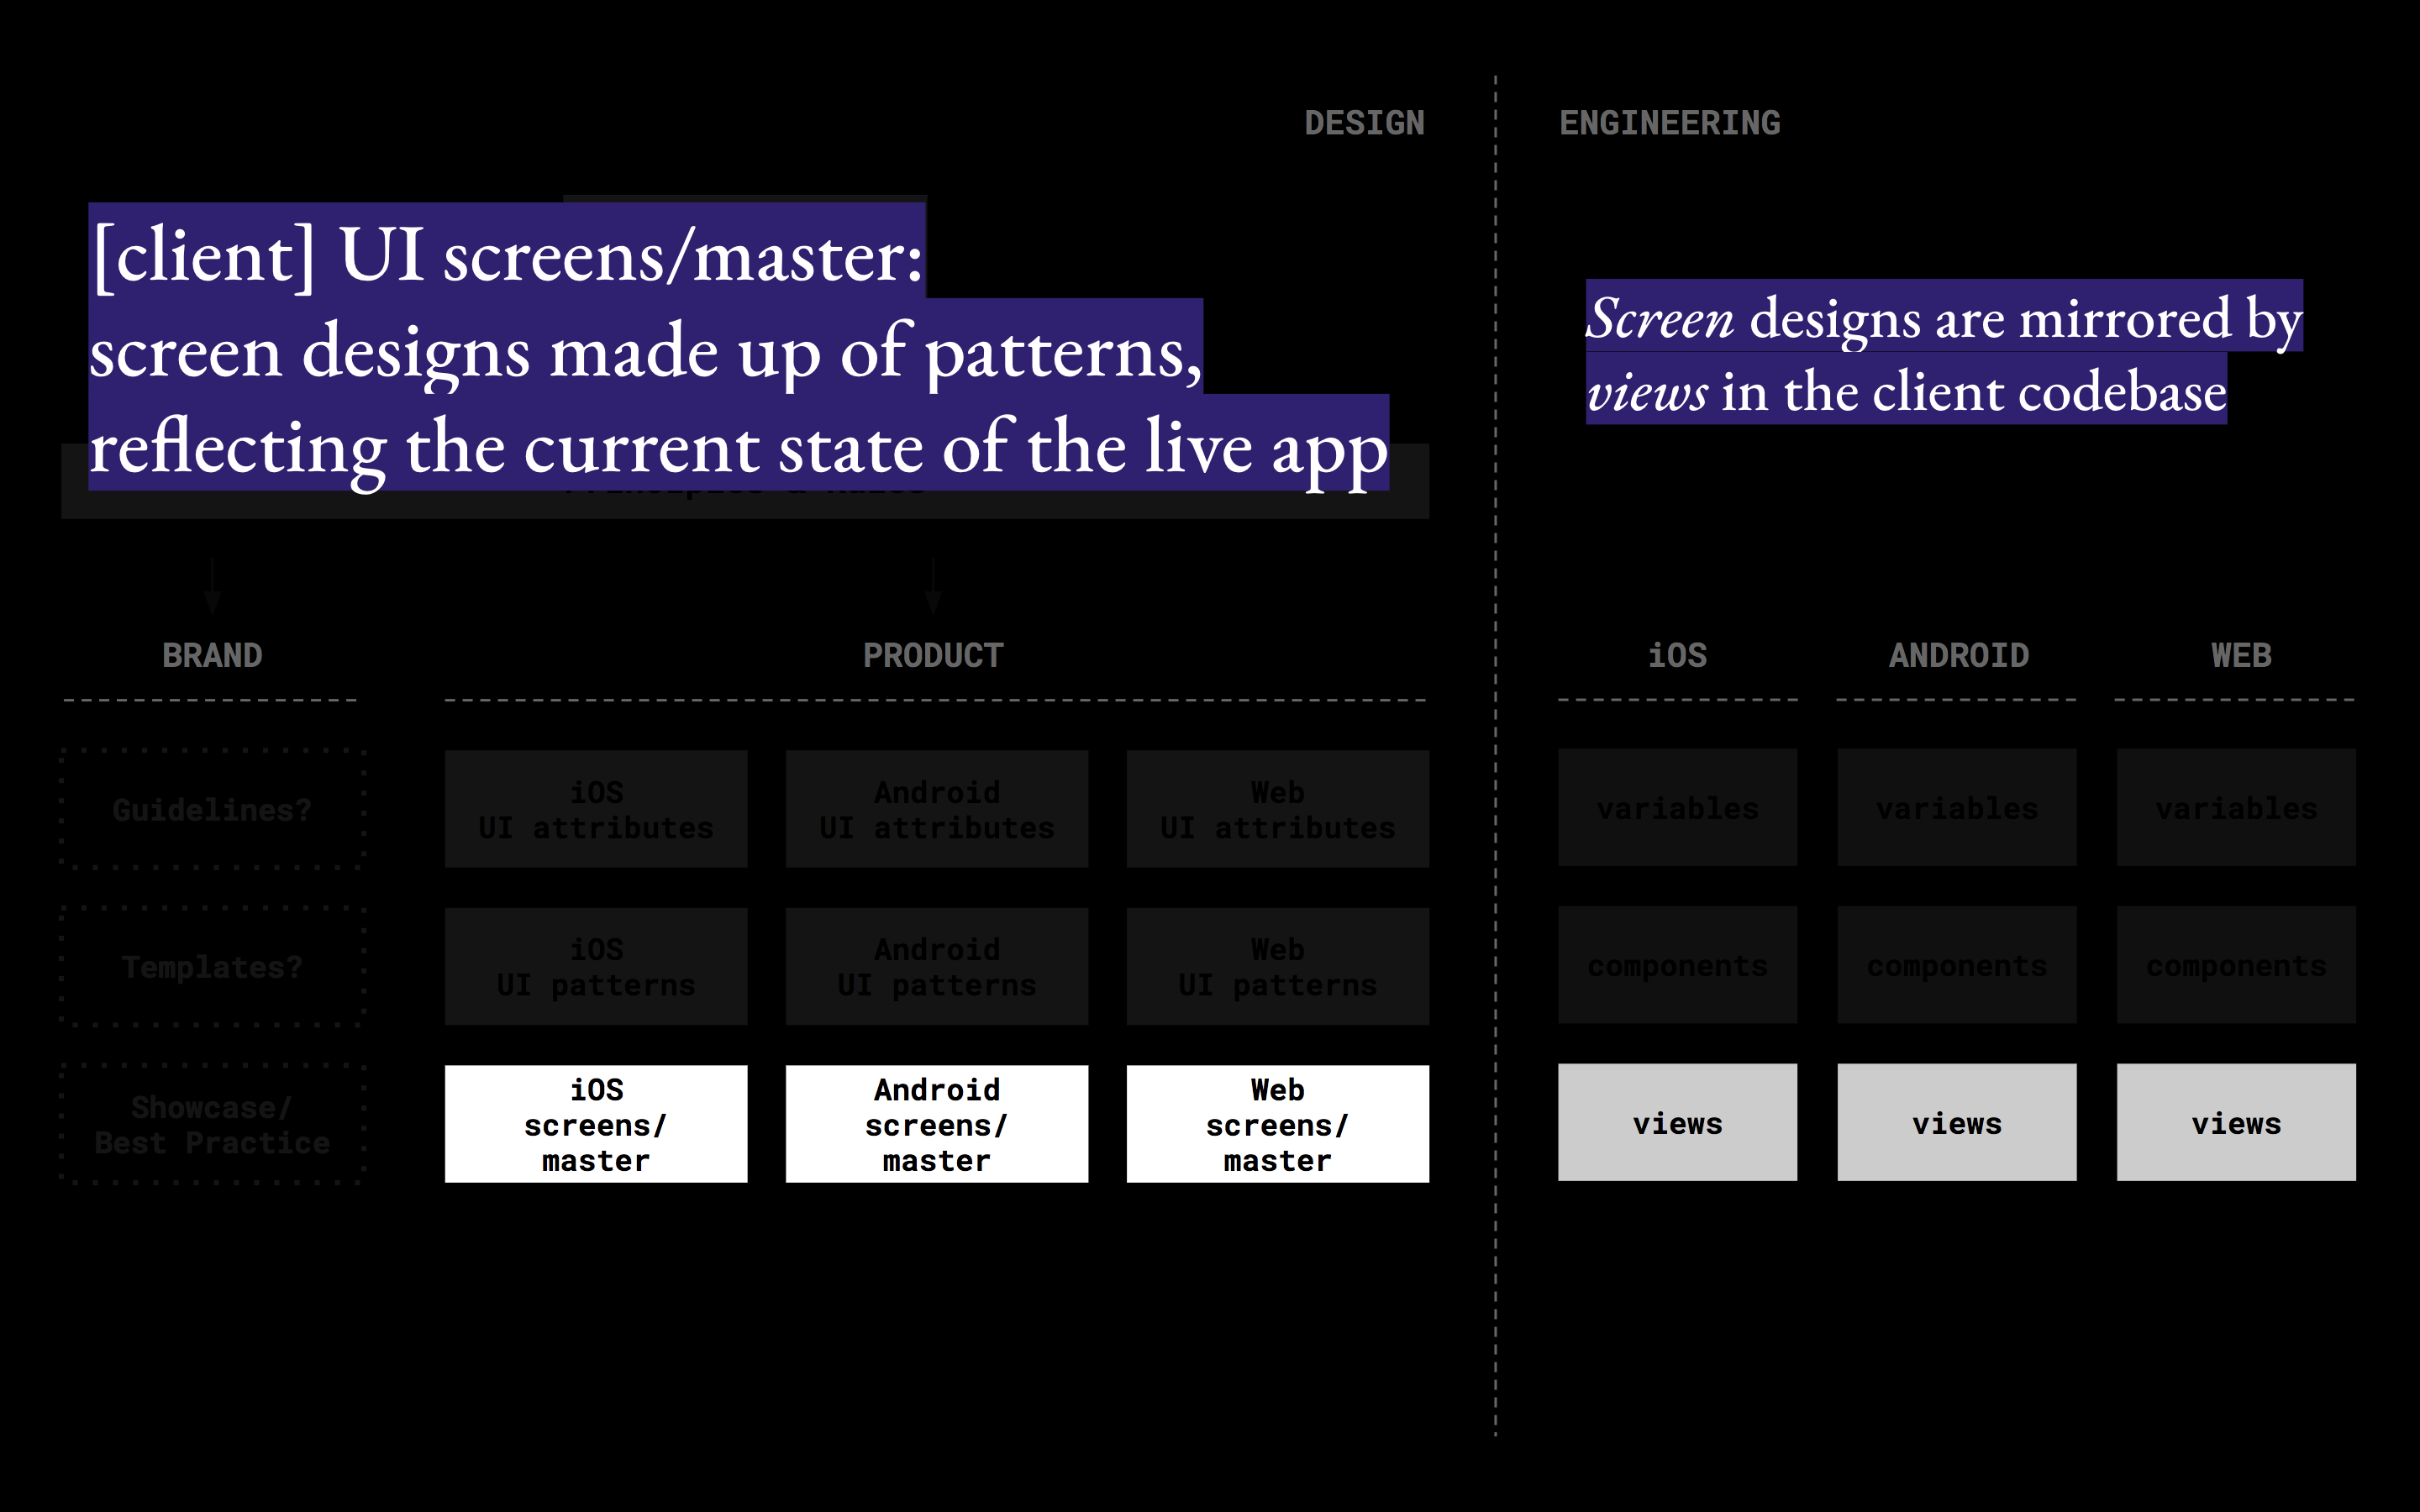 DESIGN
ENGINEERING
[client] UI screens/master:
screen designs made up of patterns,
reflecting the current state of the live app
Screen designs are mirrored by
views in the client codebase
BRAND
PRODUCT
iOS
ANDROID
WEB
Guidelines?
iOS
UI attributes
Android
UI attributes
Web
UI attributes
variables
variables
variables
Templates?
iOS
UI patterns
Android
UI patterns
Web
UI patterns
components
components
components
Showcase/
Best Practice
iOS
screens/
master
Android
screens/
master
Web
screens/
master
views
views
views